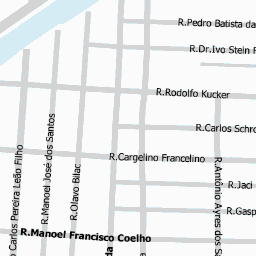 R.Pedro Batista da
R.Dr.Ivo Stein F
R.Rodolfo Kucker
R.Carlos Schro
R.Cargelino Francelino
R.Jaci
R.Gasp
R.Manoel Francisco Coelho
o Carlos Pereira Leão Filho
R.Manoel José dos Santos
R.Olavo Bilac
da
a
R.Antônio Ayres dos S